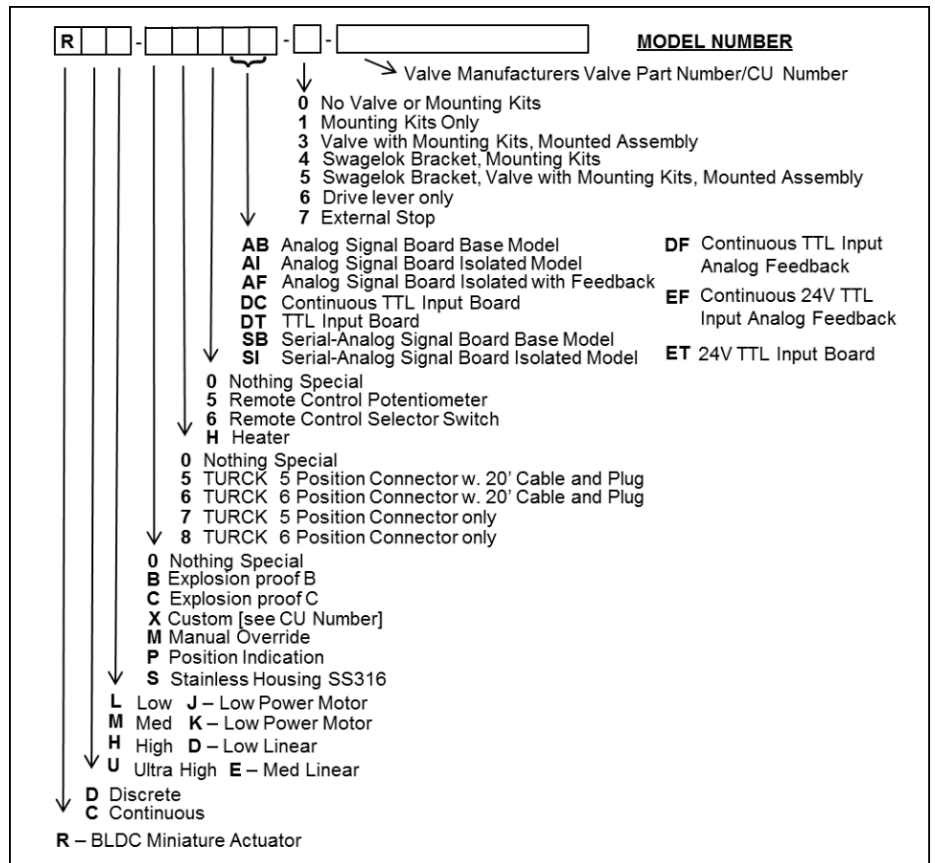 R - - - MODEL NUMBER
Valve Manufacturers Valve Part Number/CU Number
0 No Valve or Mounting Kits
1 Mounting Kits Only
3 Valve with Mounting Kits, Mounted Assembly
4 Swagelok Bracket, Mounting Kits
5 Swagelok Bracket, Valve with Mounting Kits, Mounted Assembly
6 Drive lever only
7 External Stop
AB Analog Signal Board Base Model
AI Analog Signal Board Isolated Model
AF Analog Signal Board Isolated with Feedback
DC Continuous TTL Input Board
DT TTL Input Board
SB Serial-Analog Signal Board Base Model
SI Serial-Analog Signal Board Isolated Model
DF Continuous TTL Input
Analog Feedback
EF Continuous 24V TTL
Input Analog Feedback
ET 24V TTL Input Board
0 Nothing Special
5 Remote Control Potentiometer
6 Remote Control Selector Switch
H Heater
0 Nothing Special
5 TURCK 5 Position Connector w. 20' Cable and Plug
6 TURCK 6 Position Connector w. 20' Cable and Plug
7 TURCK 5 Position Connector only
8 TURCK 6 Position Connector only
0 Nothing Special
B Explosion proof B
C Explosion proof C
X Custom [see CU Number]
M Manual Override
P Position Indication
S Stainless Housing SS316
L Low J – Low Power Motor
M Med K – Low Power Motor
H High D – Low Linear
U Ultra High E – Med Linear
D Discrete
C Continuous
R – BLDC Miniature Actuator